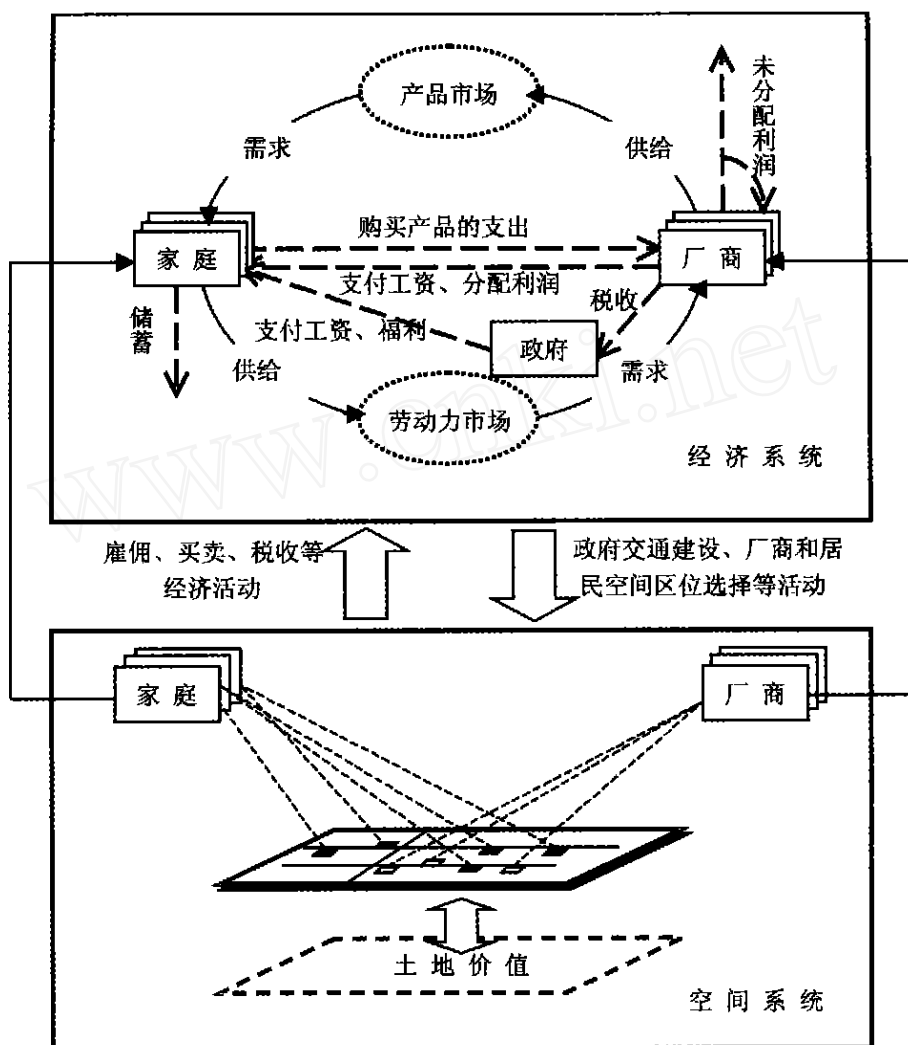 产品市场
未分配利润
需求
供给
购买产品的支出
家 庭
厂 商
支付工资、分配利润
税收
储蓄
支付工资、福利
政府
供给
需求
劳动力市场
经 济 系 统
www.cnki.net
雇佣、买卖、税收等
经济活动
政府交通建设、厂商和居
民空间区位选择等活动
家 庭
厂 商
土 地 价 值
空 间 系 统